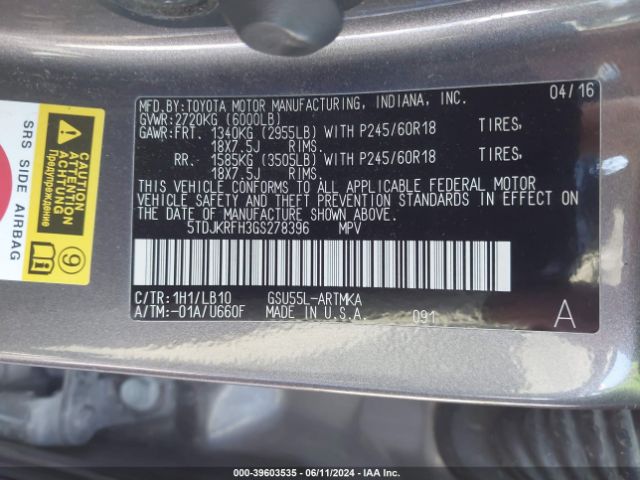 MFD.BY:TOYOTA MOTOR MANUFACTURING, INDIANA, INC. 04/16
GVWR:2720KG (6000LB)
GAWR:FRT. 1340KG (2955LB) WITH P245/60R18 TIRES,
18X7.5J RIMS.
RR. 1585KG (3505LB) WITH P245/60R18 TIRES,
18X7.5J RIMS.
THIS VEHICLE CONFORMS TO ALL APPLICABLE FEDERAL MOTOR
VEHICLE SAFETY AND THEFT PREVENTION STANDARDS IN EFFECT ON
THE DATE OF MANUFACTURE SHOWN ABOVE.
5TDJKRFH3GS278396 MPV
C/TR:1H1/LB10 GSU55L-ARTMKA
A/TM:-01A/U660F MADE IN U.S.A. 091 A
SRS SIDE AIRBAG
CAUTION
ATTENTION
ACHTUNG
Предупреждение
9
000-39603535 - 06/11/2024 - IAAI.com